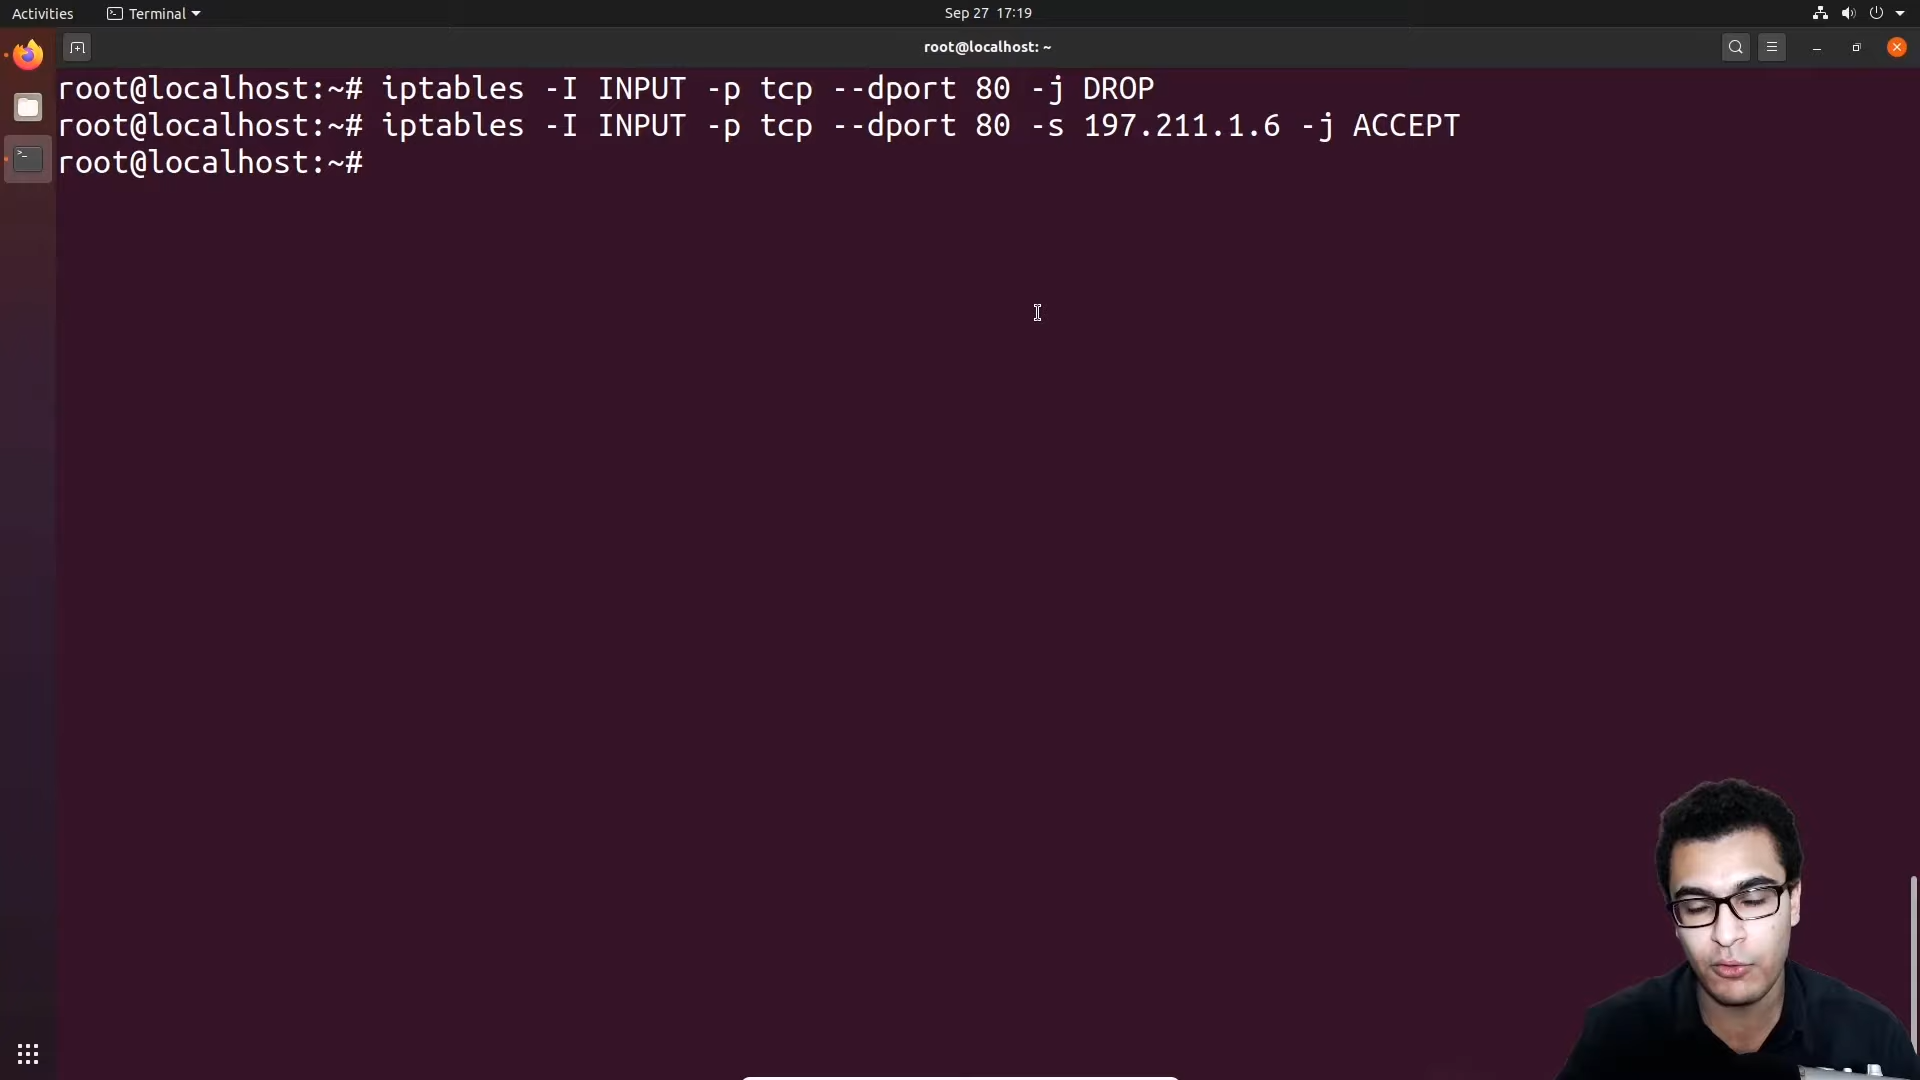 Activities
Terminal
Sep 27 17:19
root@localhost: ~
root@localhost:~# iptables -I INPUT -p tcp --dport 80 -j DROP
root@localhost:~# iptables -I INPUT -p tcp --dport 80 -s 197.211.1.6 -j ACCEPT
root@localhost:~#